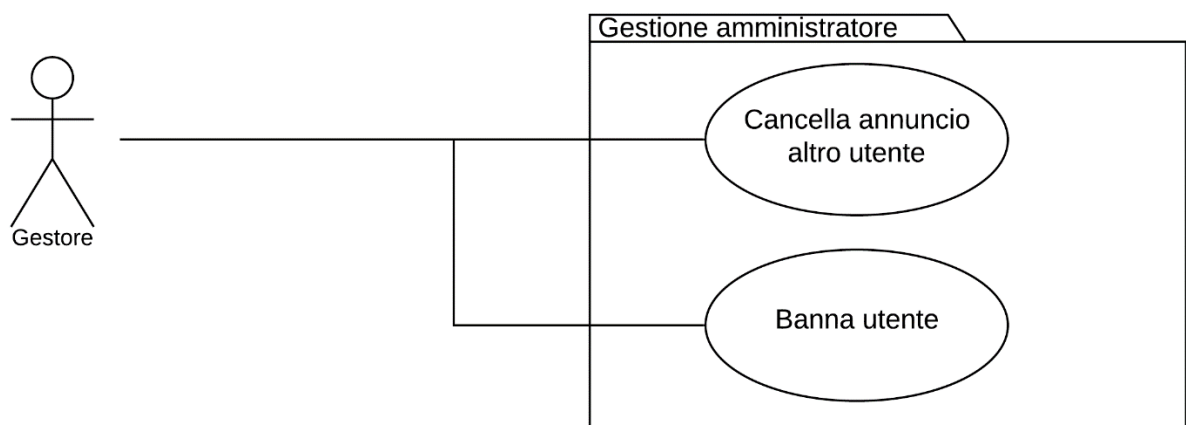 Gestione amministratore
Cancella annuncio
altro utente
Gestore
Banna utente